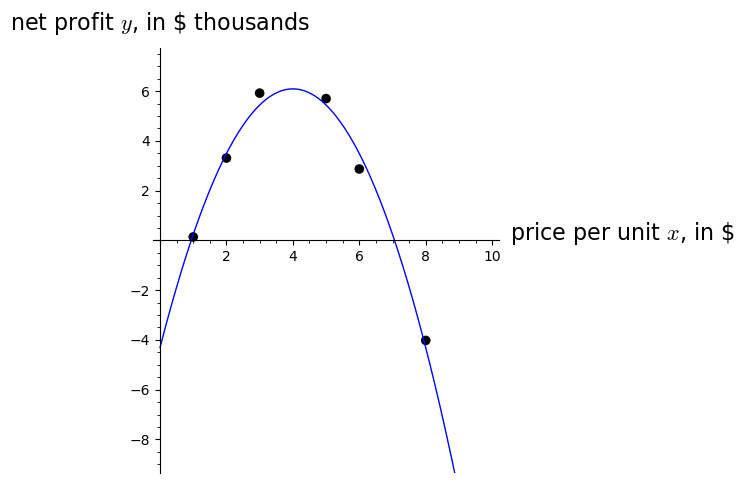 net profit y, in $ thousands
6
4
2
price per unit x, in $
2 4 6 8 10
−2
−4
−6
−8